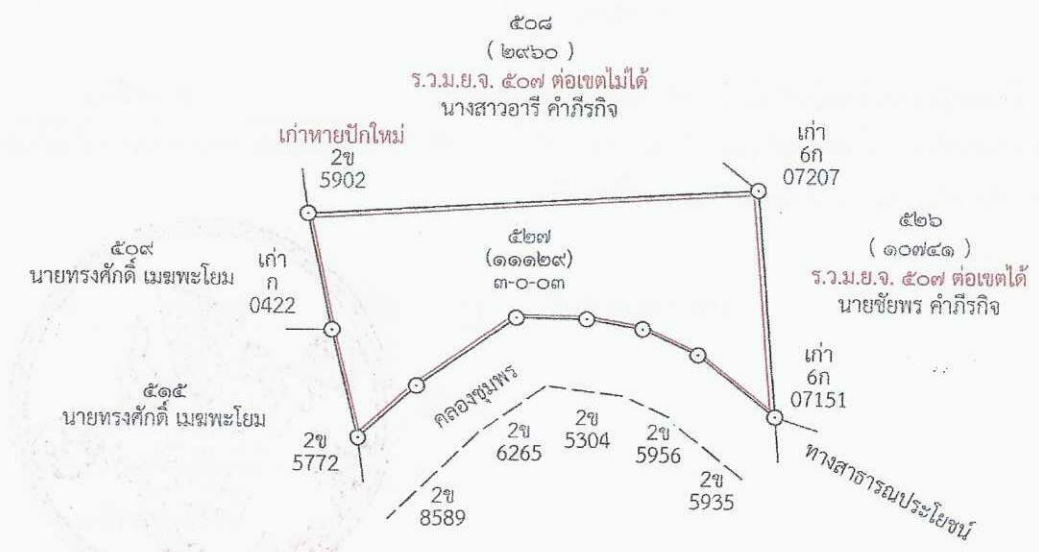 ๕๐๘
( ๒๙๖๐ )
ร.ว.ม.ย.จ. ๕๐๗ ต่อเขตไม่ได้
นางสาวอารี คำภีรกิจ
เก่าหายปักใหม่
2ข
5902
เก่า
6ก
07207
๕๐๙
นายทรงศักดิ์ เมฆพะโยม
เก่า
ก
0422
๕๒๗
(๑๑๑๒๙)
๓-๐-๐๓
๕๒๖
( ๑๐๗๔๑ )
ร.ว.ม.ย.จ. ๕๐๗ ต่อเขตได้
นายชัยพร คำภีรกิจ
๕๑๕
นายทรงศักดิ์ เมฆพะโยม
2ข
5772
คลองชุมพร
2ข
8589
2ข
6265
2ข
5304
2ข
5956
2ข
5935
เก่า
6ก
07151
ทางสาธารณประโยชน์